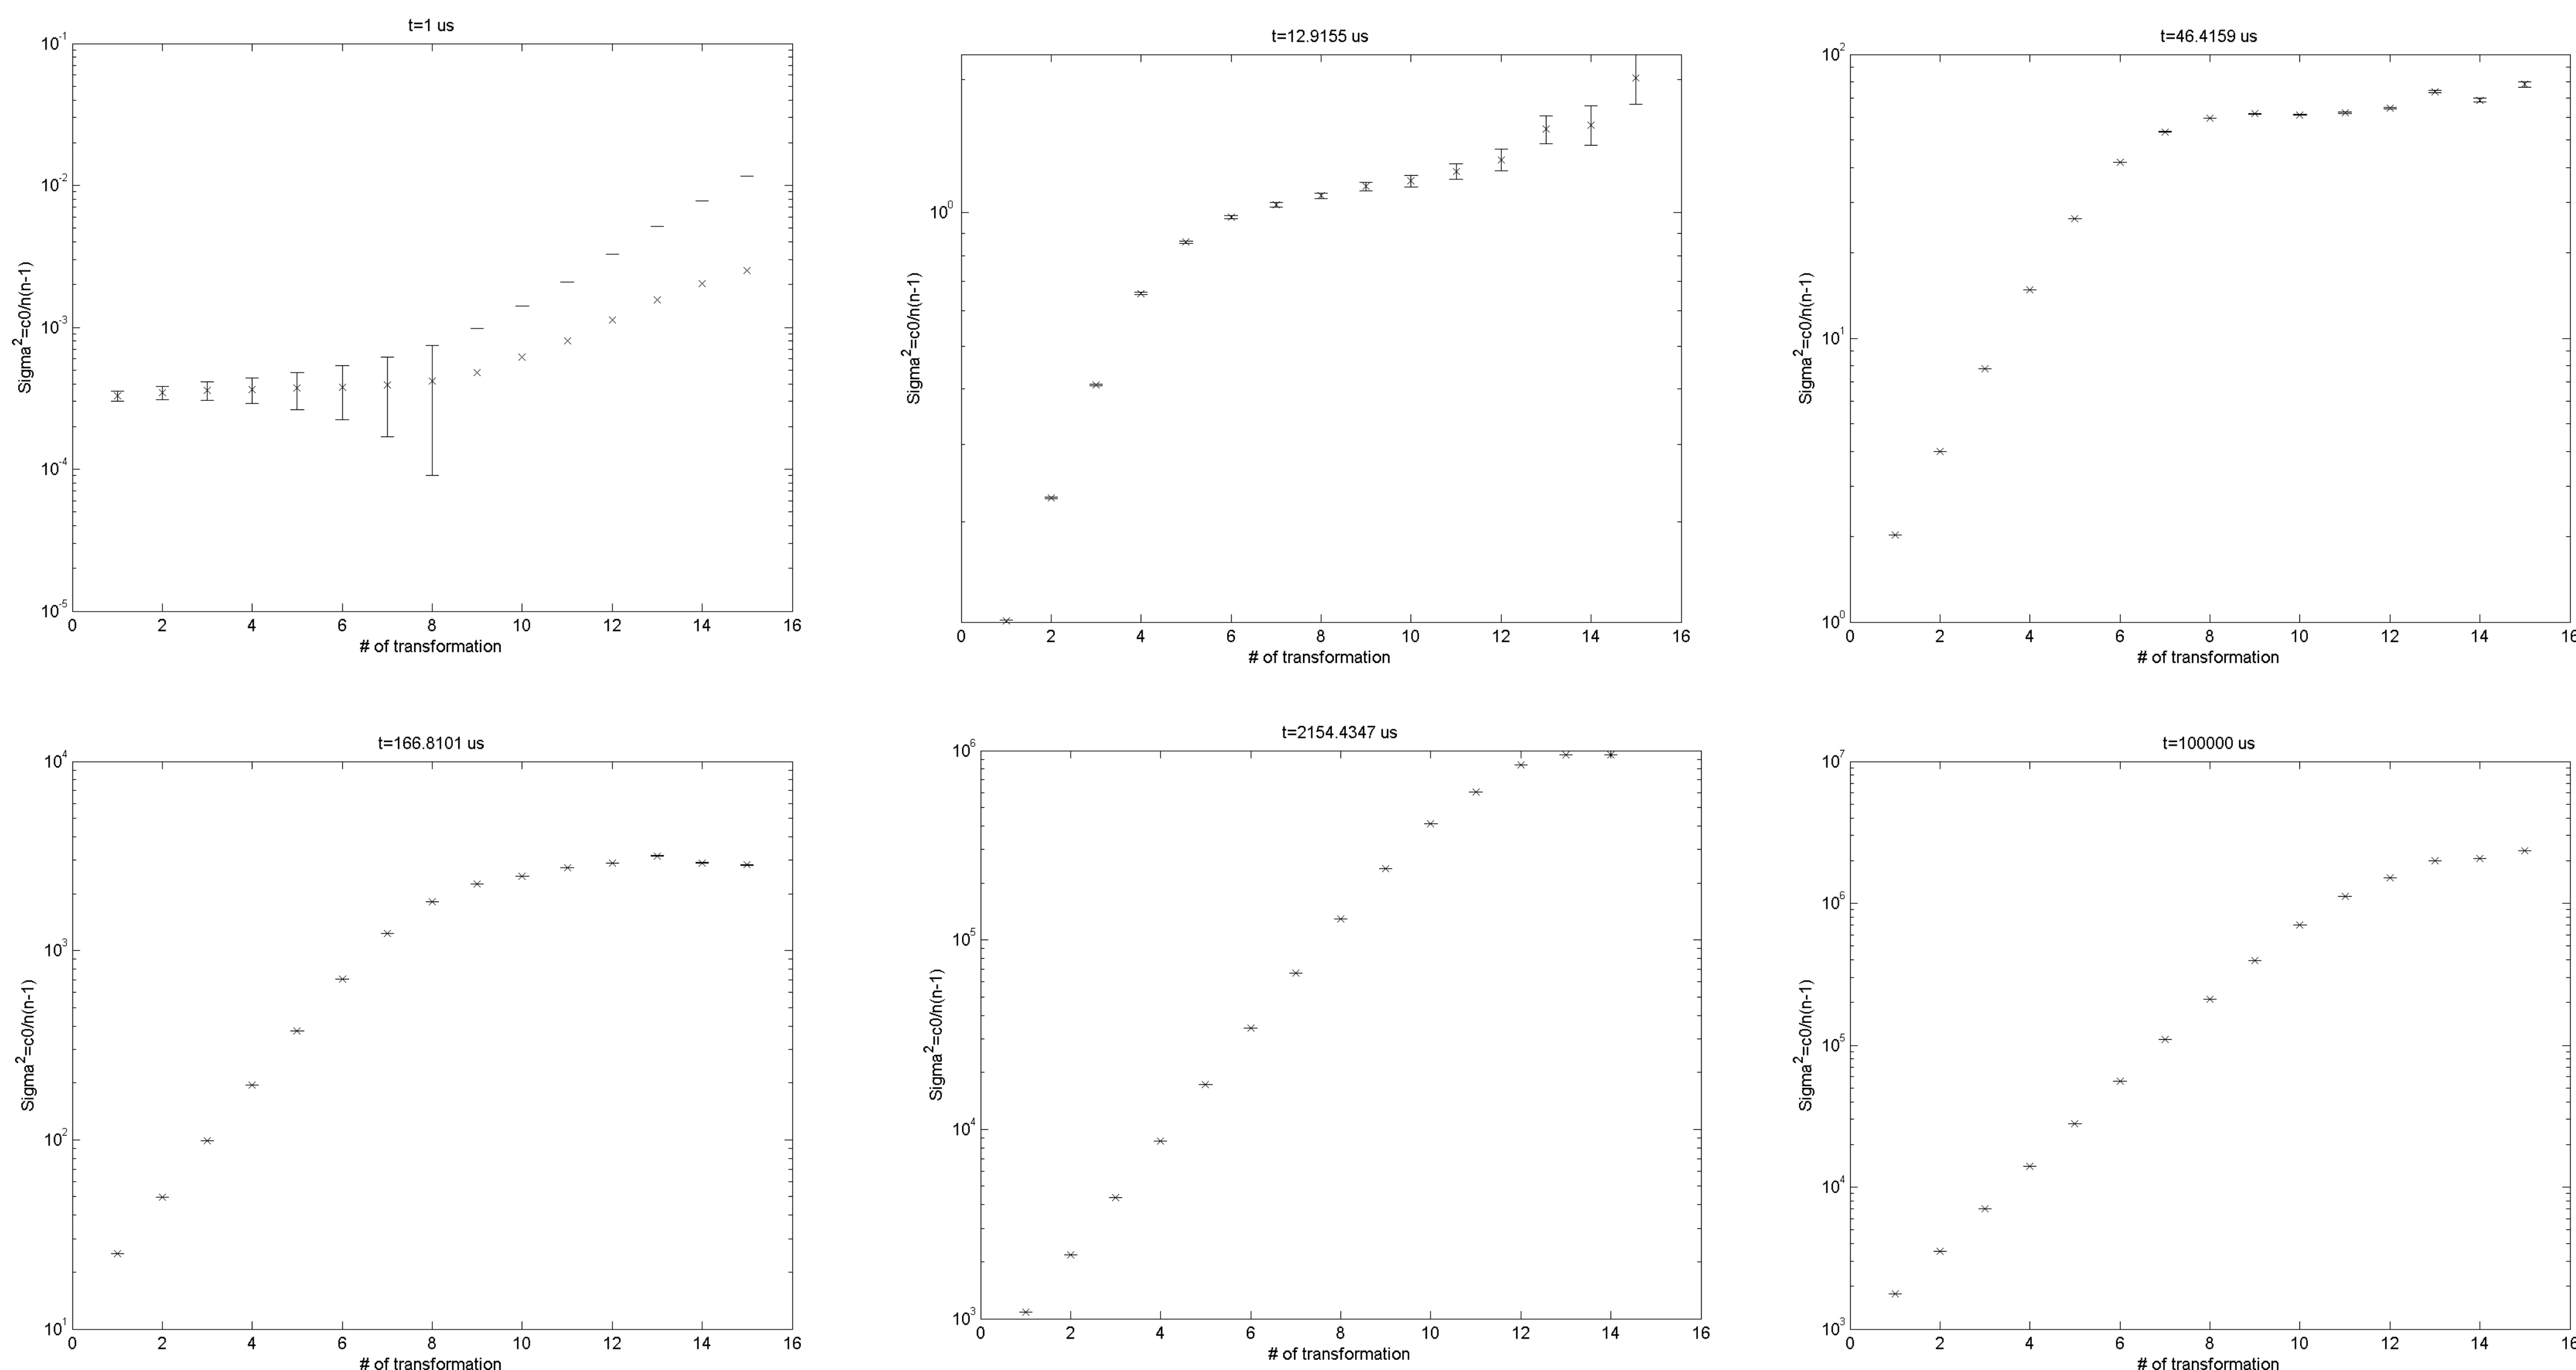 t=1 us
10^-1
10^-2
10^-3
10^-4
10^-5
Sigma^2=c0/n(n-1)
0 2 4 6 8 10 12 14 16
# of transformation
t=12.9155 us
10^0
Sigma^2=c0/n(n-1)
0 2 4 6 8 10 12 14 16
# of transformation
t=46.4159 us
10^2
10^1
10^0
Sigma^2=c0/n(n-1)
0 2 4 6 8 10 12 14 16
# of transformation
t=166.8101 us
10^4
10^3
10^2
10^1
Sigma^2=c0/n(n-1)
0 2 4 6 8 10 12 14 16
# of transformation
t=2154.4347 us
10^6
10^5
10^4
10^3
Sigma^2=c0/n(n-1)
0 2 4 6 8 10 12 14 16
# of transformation
t=100000 us
10^7
10^6
10^5
10^4
10^3
Sigma^2=c0/n(n-1)
0 2 4 6 8 10 12 14 16
# of transformation